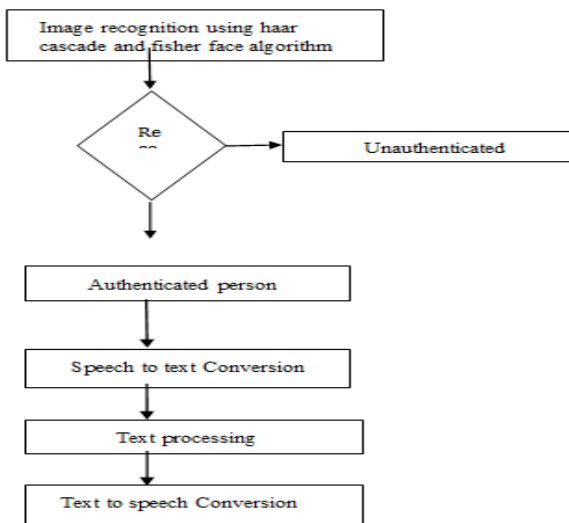 Image recognition using haar
cascade and fisher face algorithm
Re
Unauthenticated
Authenticated person
Speech to text Conversion
Text processing
Text to speech Conversion